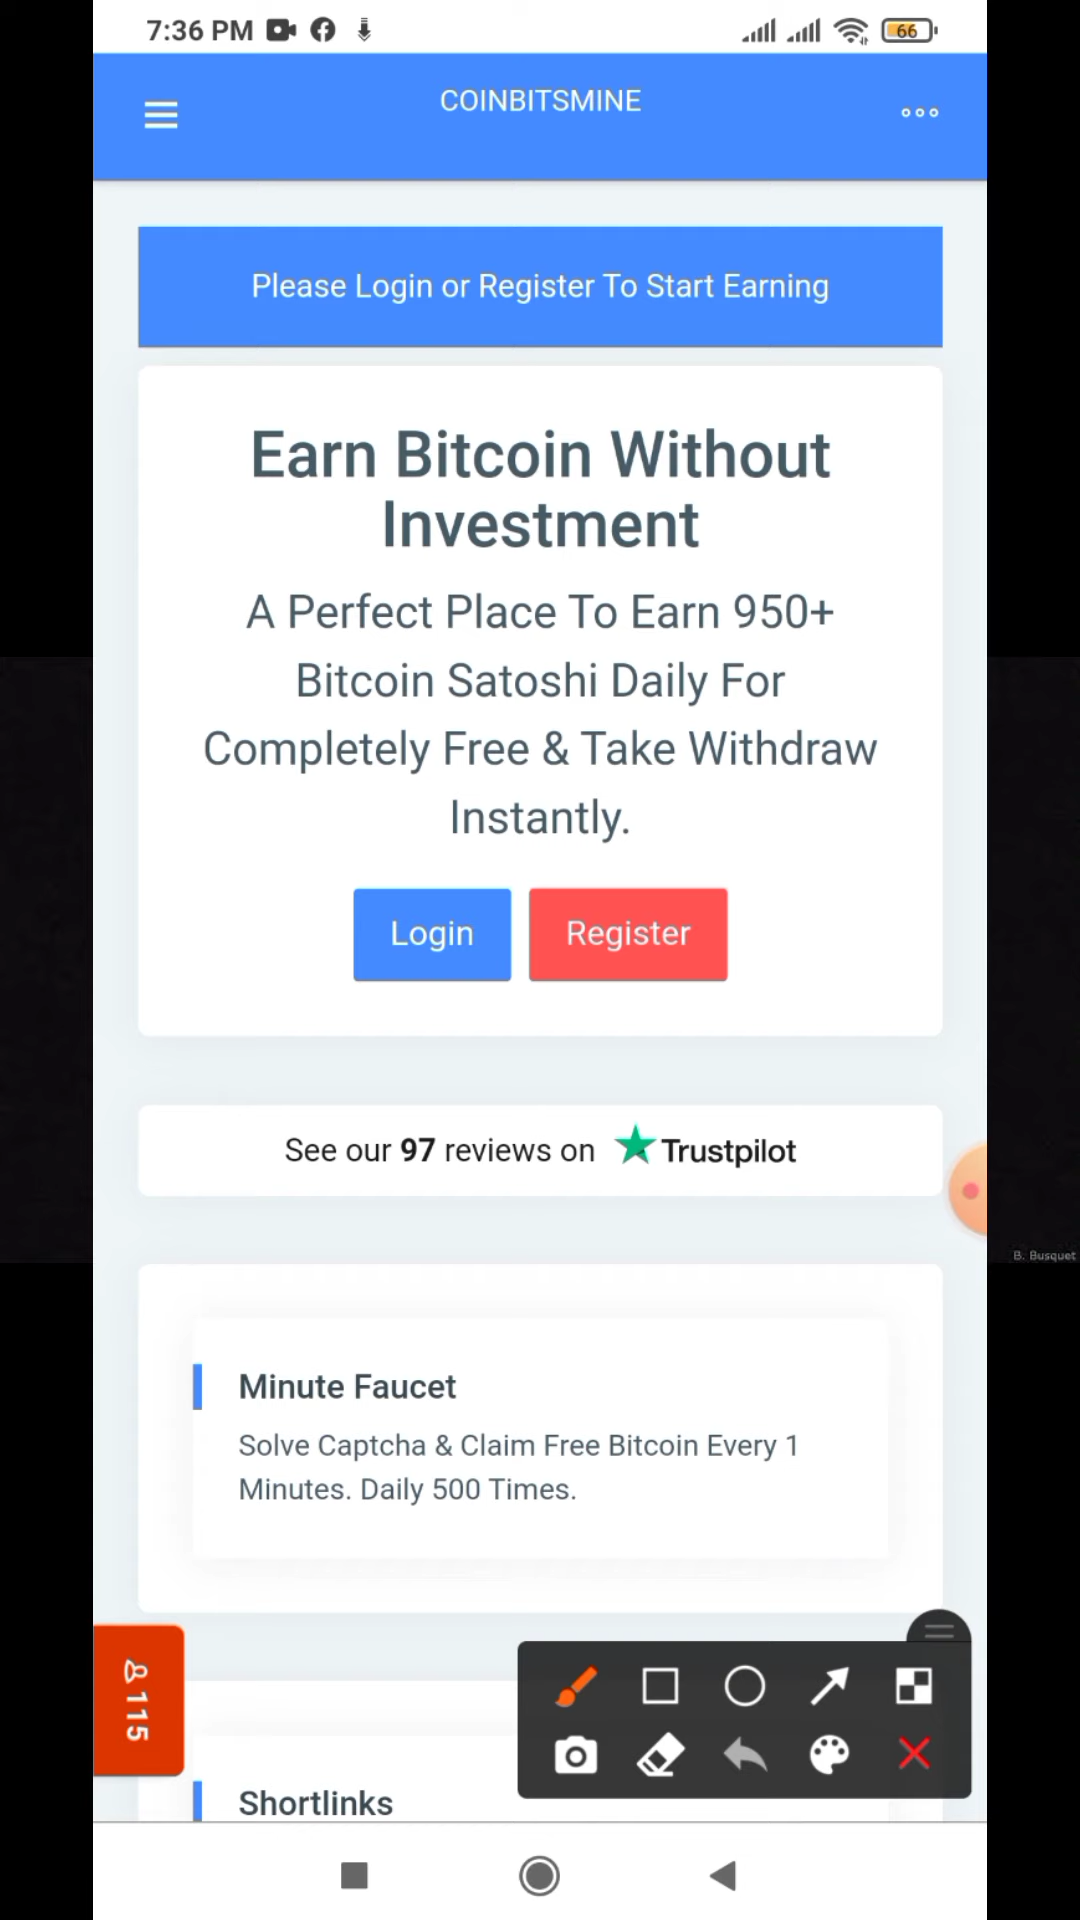 7:36 PM
66
COINBITSMINE
Please Login or Register To Start Earning
Earn Bitcoin Without
Investment
A Perfect Place To Earn 950+
Bitcoin Satoshi Daily For
Completely Free & Take Withdraw
Instantly.
Login Register
See our 97 reviews on Trustpilot
B. Busquet
Minute Faucet
Solve Captcha & Claim Free Bitcoin Every 1
Minutes. Daily 500 Times.
115
Shortlinks